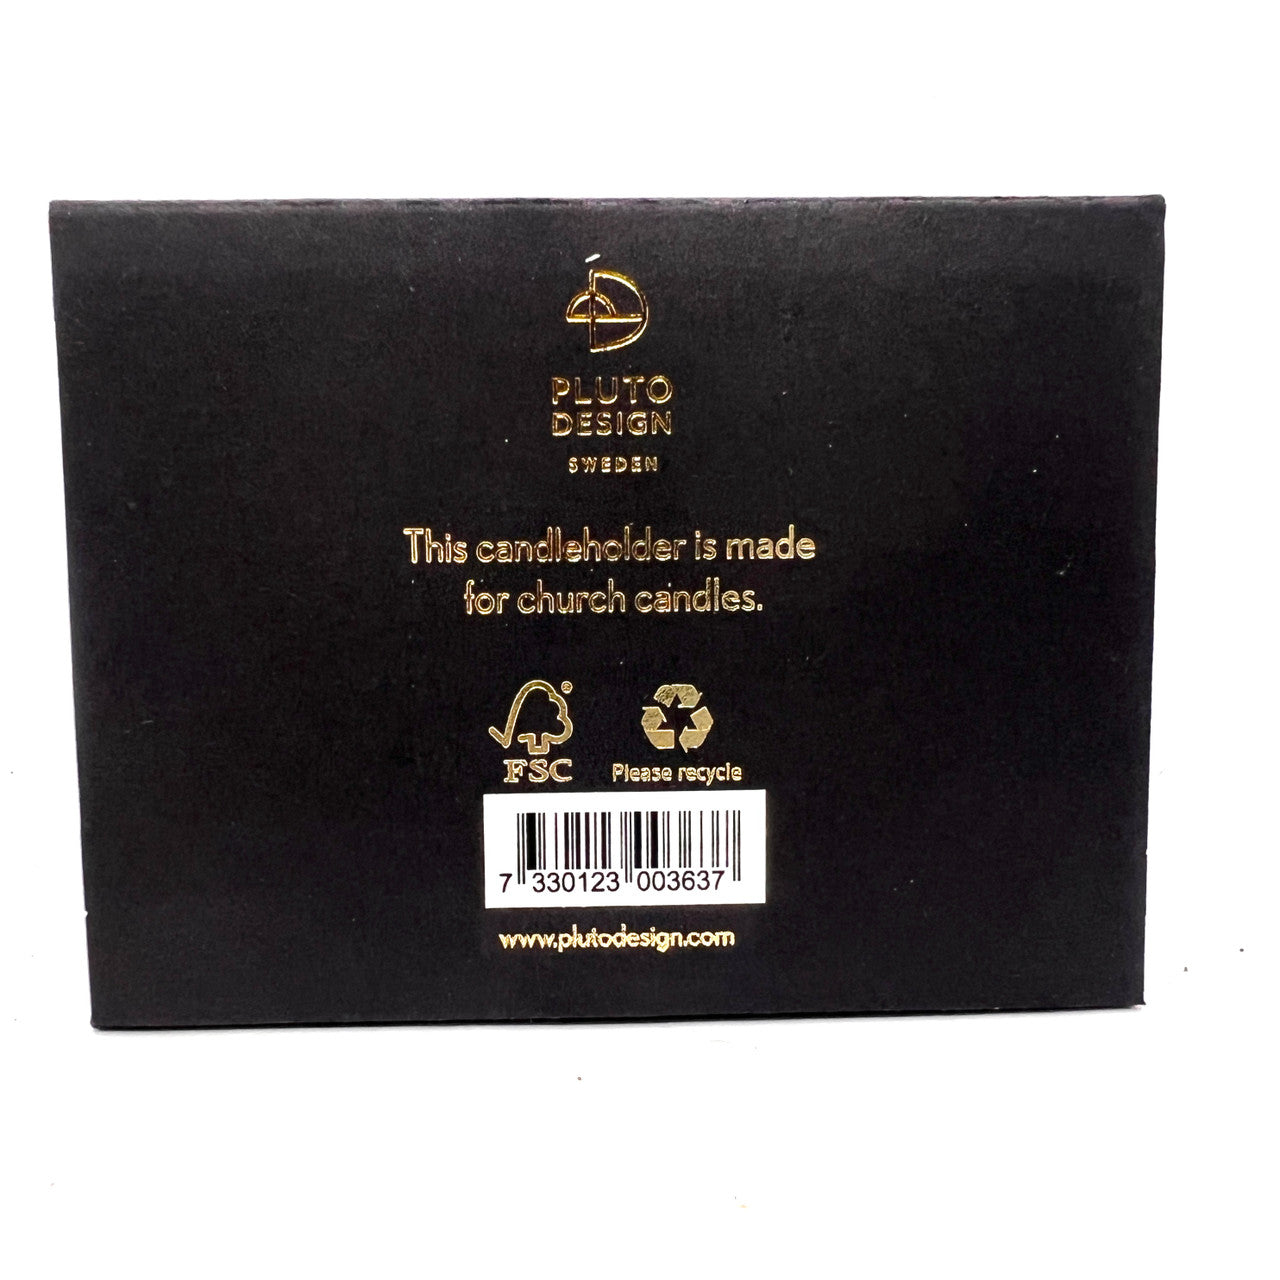 PLUTO
DESIGN
SWEDEN
This candleholder is made
for church candles.
®
FSC
Please recycle
7 330123 003637
www.plutodesign.com